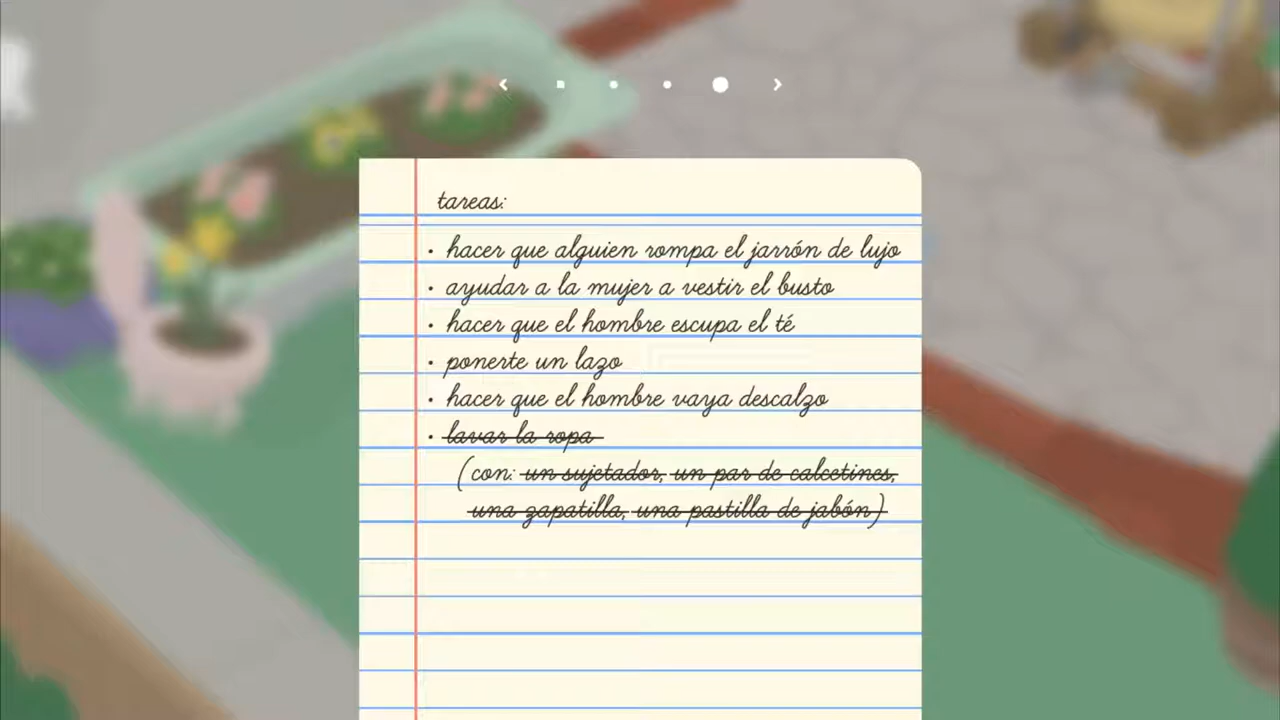 tareas:
• hacer que alguien rompa el jarrón de lujo
• ayudar a la mujer a vestir el busto
• hacer que el hombre escupa el té
• ponerte un lazo
• hacer que el hombre vaya descalzo
• lavar la ropa
(con: un sujetador, un par de calcetines,
una zapatilla, una pastilla de jabón)